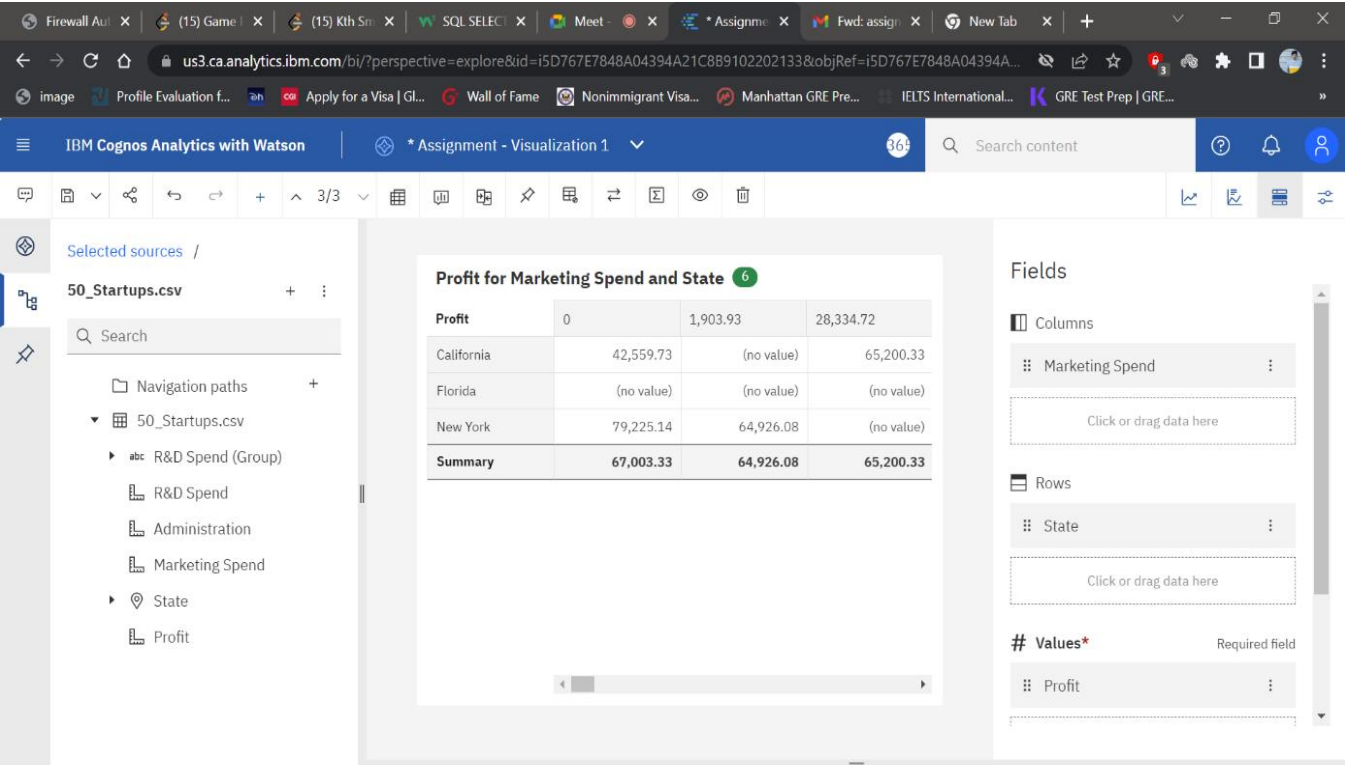 Firewall Aut (15) Game (15) Kth Sm SQL SELECT Meet - * Assignme Fwd: assign New Tab
us3.ca.analytics.ibm.com/bi/?perspective=explore&id=i5D767E7848A04394A21C8B9102202133&objRef=i5D767E7848A04394A...
3
image Profile Evaluation f... Apply for a Visa | Gl... Wall of Fame Nonimmigrant Visa... Manhattan GRE Pre... IELTS Internationa... GRE Test Prep | GRE... »
IBM Cognos Analytics with Watson * Assignment - Visualization 1 Search content
3/3
Selected sources /
50_Startups.csv
Search
Navigation paths
50_Startups.csv
abc R&D Spend (Group)
R&D Spend
Administration
Marketing Spend
State
Profit
Profit for Marketing Spend and State 6
Profit 0 1,903.93 28,334.72
California 42,559.73 (no value) 65,200.33
Florida (no value) (no value) (no value)
New York 79,225.14 64,926.08 (no value)
Summary 67,003.33 64,926.08 65,200.33
Fields
Columns
Marketing Spend
Click or drag data here
Rows
State
Click or drag data here
# Values* Required field
Profit